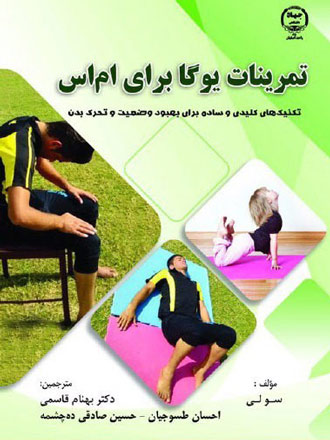 جهاد
تمرینات یوگا برای ام‌اس
تکنیک‌های کلیدی و ساده برای بهبود وضعیت و تحرک بدن
مؤلف :
سو لی
مترجمین:
دکتر بهنام قاسمی
احسان طسوجیان - حسین صادقی ده‌چشمه